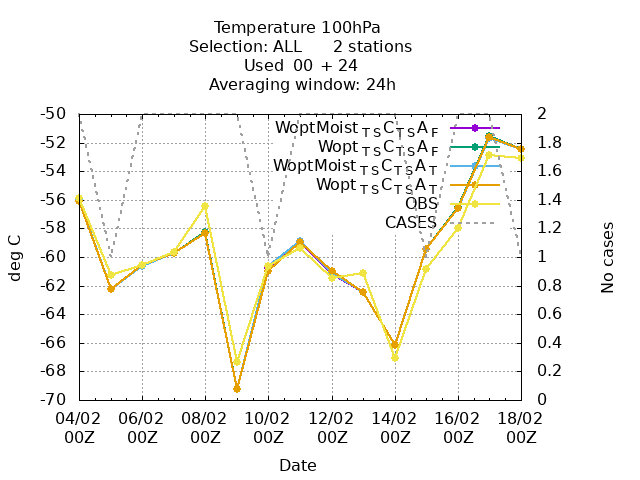 Temperature 100hPa
Selection: ALL 2 stations
Used 00 + 24
Averaging window: 24h
WoptMoist TS CTS A F
Wopt TS CTS A F
WoptMoist TS CTS A T
Wopt TS CTS A T
OBS
CASES
-50
-52
-54
-56
-58
-60
-62
-64
-66
-68
-70
deg C
2
1.8
1.6
1.4
1.2
1
0.8
0.6
0.4
0.2
0
No cases
04/02 06/02 08/02 10/02 12/02 14/02 16/02 18/02
00Z 00Z 00Z 00Z 00Z 00Z 00Z 00Z
Date